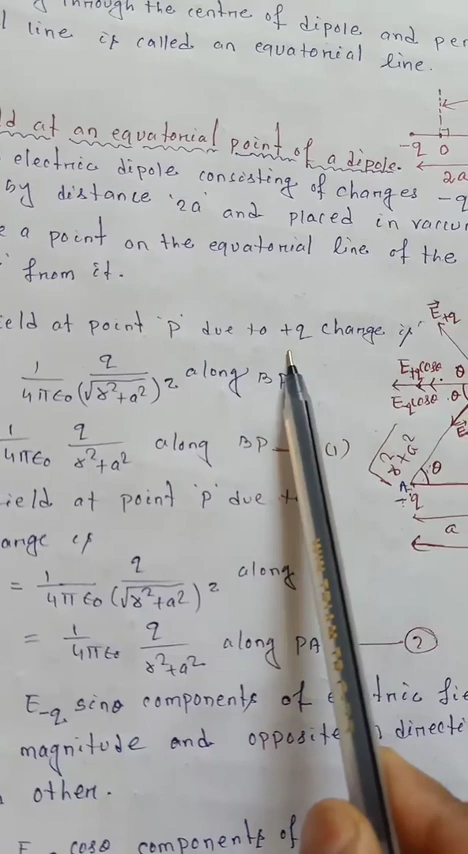 through the centre of dipole and per
line is called an equatorial
line.
at an equatorial point of a dipole.
electric dipole consisting of charges -q
by distance '2a' and placed in vacuu
a point on the equatorial line of the
from it.
-q O
2a
ield at point 'P' due to +q charge is
1/4πε₀ q/(√r²+a²)² along BP
1/4πε₀ q/r²+a² along BP (1)
ield at point 'P' due t
arge is
= 1/4πε₀ q/(√r²+a²)² along
= 1/4πε₀ q/r²+a² along PA — ②
E-q sinθ components of e tric fie
magnitude and opposite directi
other.
cosθ components of
E+q
E+q cosθ θ
E-q cosθ θ
A θ
-q
a